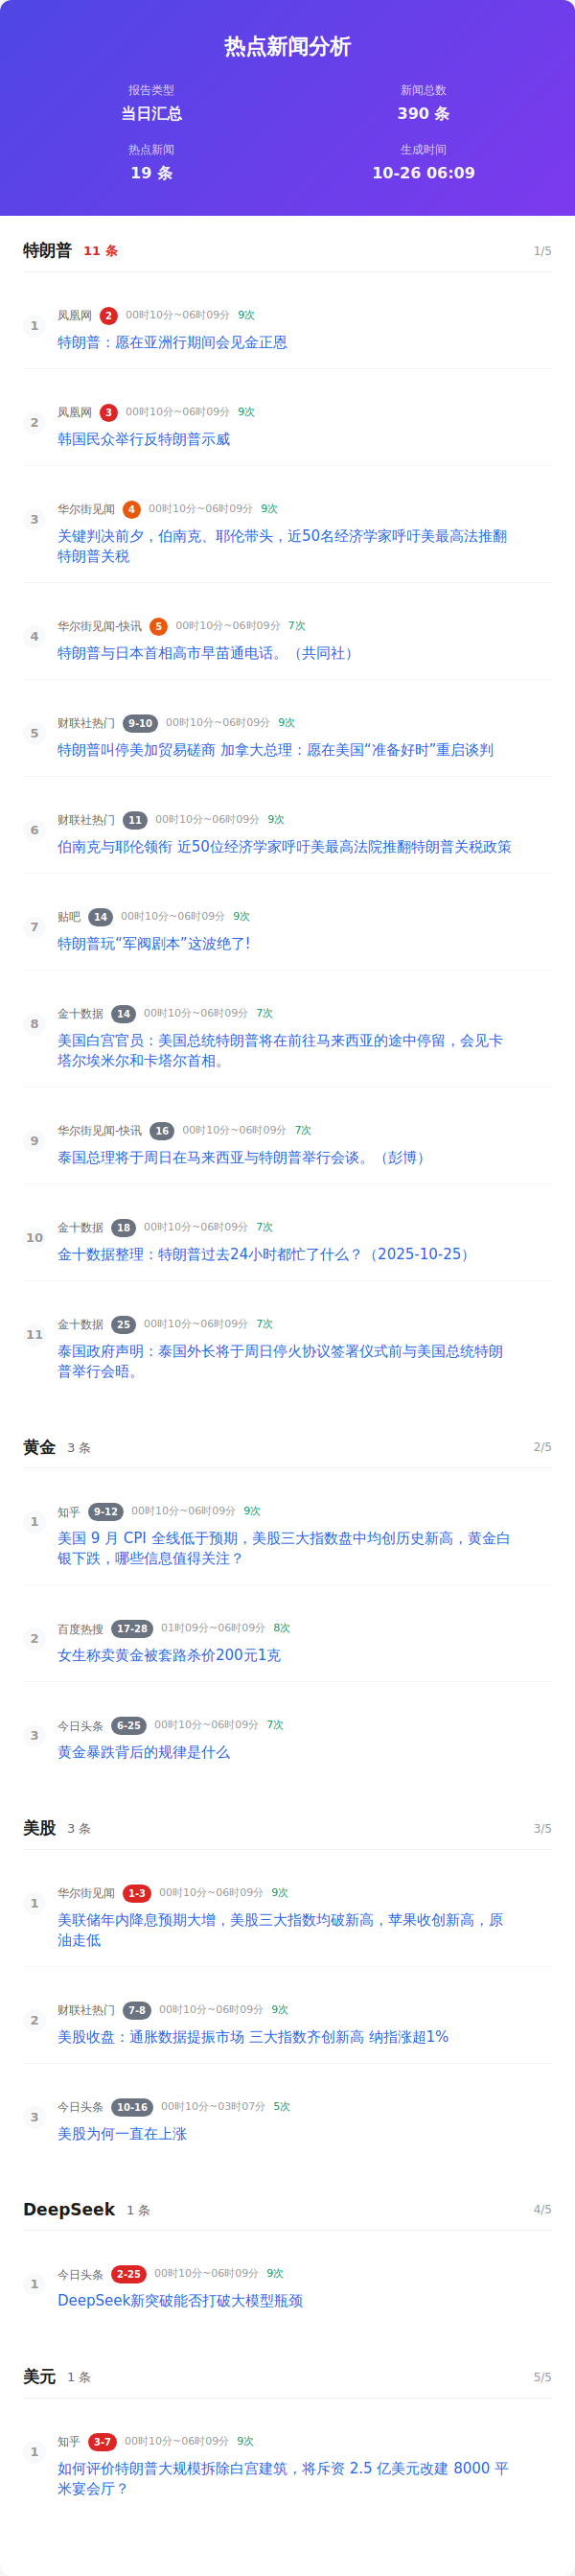 热点新闻分析
报告类型
新闻总数
当日汇总
390 条
热点新闻
生成时间
19 条
10-26 06:09
特朗普 11 条 1/5
1
凤凰网 2 00时10分~06时09分 9次
特朗普：愿在亚洲行期间会见金正恩
2
凤凰网 3 00时10分~06时09分 9次
韩国民众举行反特朗普示威
3
华尔街见闻 4 00时10分~06时09分 9次
关键判决前夕，伯南克、耶伦带头，近50名经济学家呼吁美最高法推翻
特朗普关税
4
华尔街见闻-快讯 5 00时10分~06时09分 7次
特朗普与日本首相高市早苗通电话。（共同社）
5
财联社热门 9-10 00时10分~06时09分 9次
特朗普叫停美加贸易磋商 加拿大总理：愿在美国“准备好时”重启谈判
6
财联社热门 11 00时10分~06时09分 9次
伯南克与耶伦领衔 近50位经济学家呼吁美最高法院推翻特朗普关税政策
7
贴吧 14 00时10分~06时09分 9次
特朗普玩“军阀剧本”这波绝了!
8
金十数据 14 00时10分~06时09分 7次
美国白宫官员：美国总统特朗普将在前往马来西亚的途中停留，会见卡
塔尔埃米尔和卡塔尔首相。
9
华尔街见闻-快讯 16 00时10分~06时09分 7次
泰国总理将于周日在马来西亚与特朗普举行会谈。（彭博）
10
金十数据 18 00时10分~06时09分 7次
金十数据整理：特朗普过去24小时都忙了什么？（2025-10-25）
11
金十数据 25 00时10分~06时09分 7次
泰国政府声明：泰国外长将于周日停火协议签署仪式前与美国总统特朗
普举行会晤。
黄金 3 条 2/5
1
知乎 9-12 00时10分~06时09分 9次
美国 9 月 CPI 全线低于预期，美股三大指数盘中均创历史新高，黄金白
银下跌，哪些信息值得关注？
2
百度热搜 17-28 01时09分~06时09分 8次
女生称卖黄金被套路杀价200元1克
3
今日头条 6-25 00时10分~06时09分 7次
黄金暴跌背后的规律是什么
美股 3 条 3/5
1
华尔街见闻 1-3 00时10分~06时09分 9次
美联储年内降息预期大增，美股三大指数均破新高，苹果收创新高，原
油走低
2
财联社热门 7-8 00时10分~06时09分 9次
美股收盘：通胀数据提振市场 三大指数齐创新高 纳指涨超1%
3
今日头条 10-16 00时10分~03时07分 5次
美股为何一直在上涨
DeepSeek 1 条 4/5
1
今日头条 2-25 00时10分~06时09分 9次
DeepSeek新突破能否打破大模型瓶颈
美元 1 条 5/5
1
知乎 3-7 00时10分~06时09分 9次
如何评价特朗普大规模拆除白宫建筑，将斥资 2.5 亿美元改建 8000 平
米宴会厅？